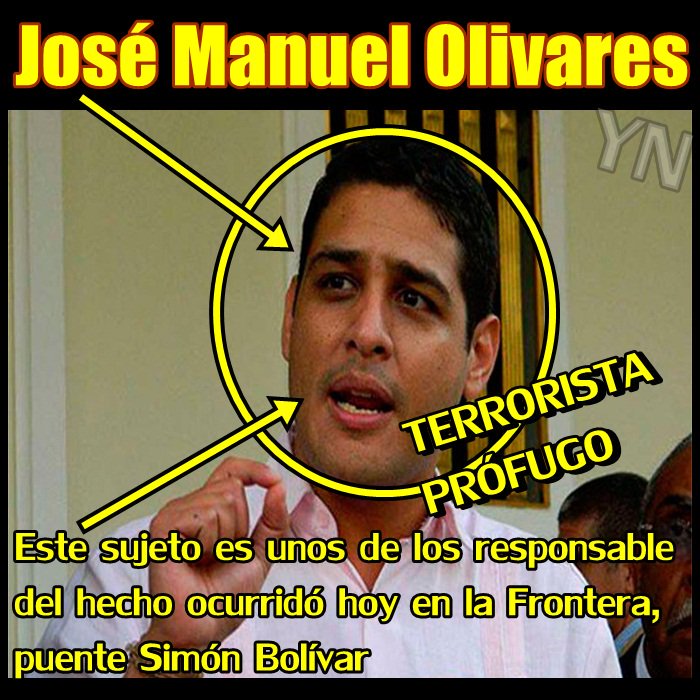 José Manuel Olivares
YN
TERRORISTA
PRÓFUGO
Este sujeto es unos de los responsable
del hecho ocurridó hoy en la Frontera,
puente Simón Bolívar